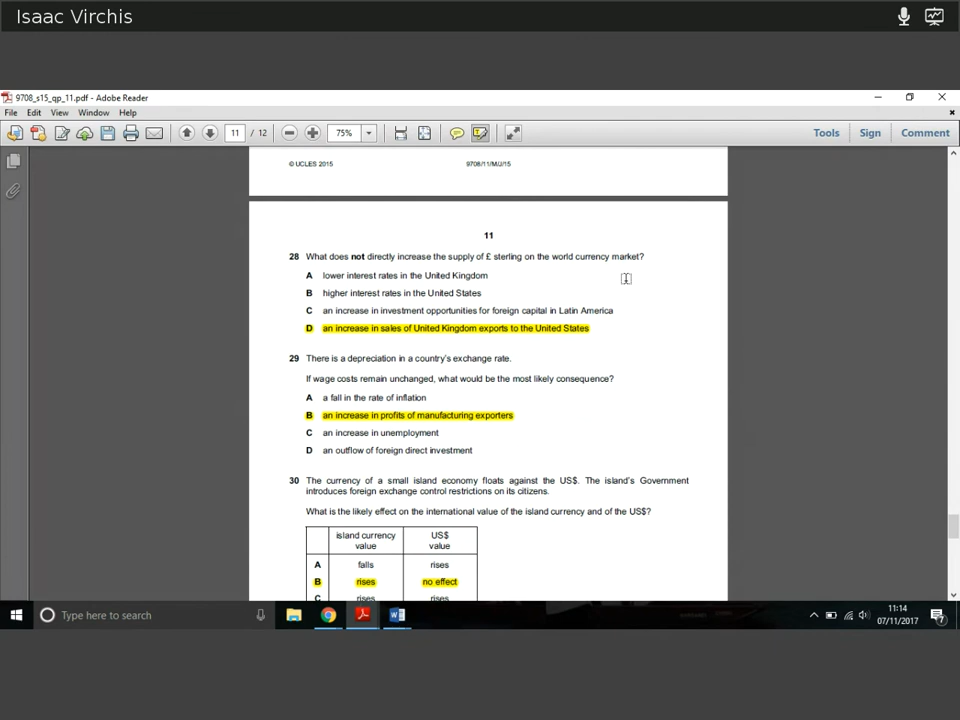 Isaac Virchis
9708_s15_qp_11.pdf - Adobe Reader
File Edit View Window Help
11 / 12 75% Tools Sign Comment
© UCLES 2015 9708/11/M/J/15
11
28 What does not directly increase the supply of £ sterling on the world currency market?
A lower interest rates in the United Kingdom
B higher interest rates in the United States
C an increase in investment opportunities for foreign capital in Latin America
D an increase in sales of United Kingdom exports to the United States
29 There is a depreciation in a country's exchange rate.
If wage costs remain unchanged, what would be the most likely consequence?
A a fall in the rate of inflation
B an increase in profits of manufacturing exporters
C an increase in unemployment
D an outflow of foreign direct investment
30 The currency of a small island economy floats against the US$. The island's Government
introduces foreign exchange control restrictions on its citizens.
What is the likely effect on the international value of the island currency and of the US$?
island currency US$
value value
A falls rises
B rises no effect
C rises rises
Type here to search
11:14
07/11/2017
7